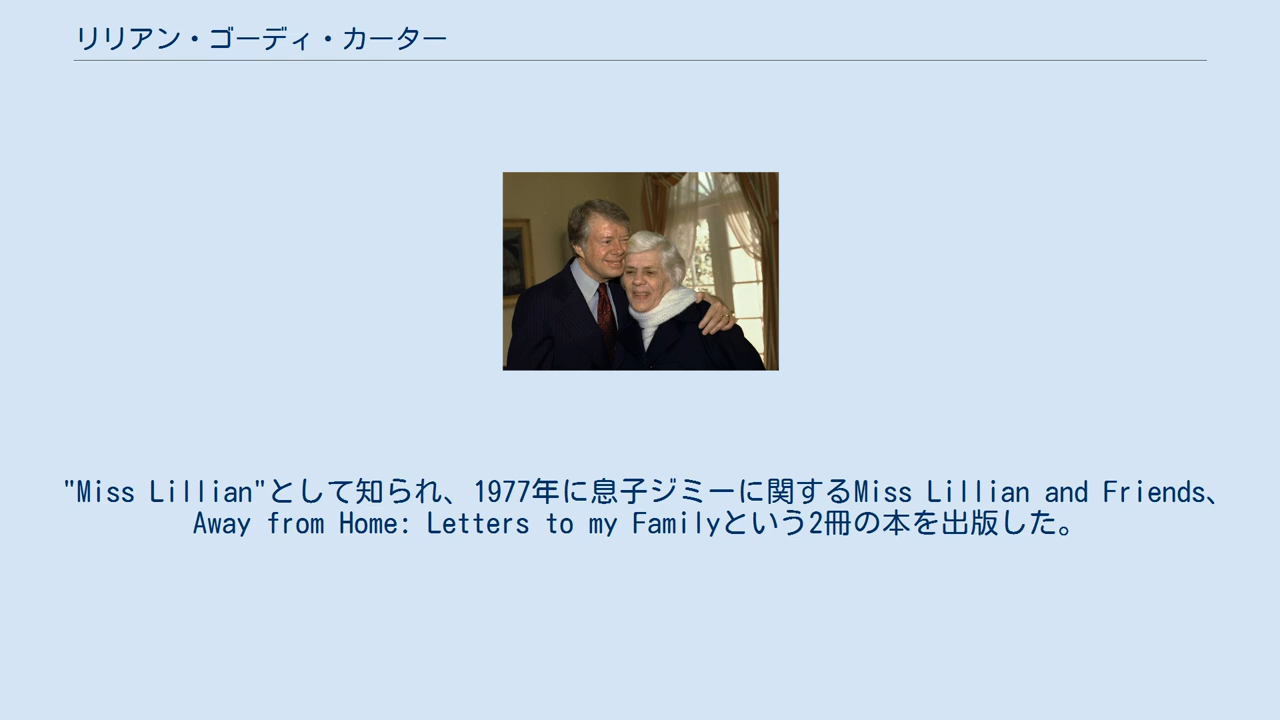 リリアン・ゴーディ・カーター
"Miss Lillian"として知られ、1977年に息子ジミーに関するMiss Lillian and Friends、
Away from Home: Letters to my Familyという2冊の本を出版した。